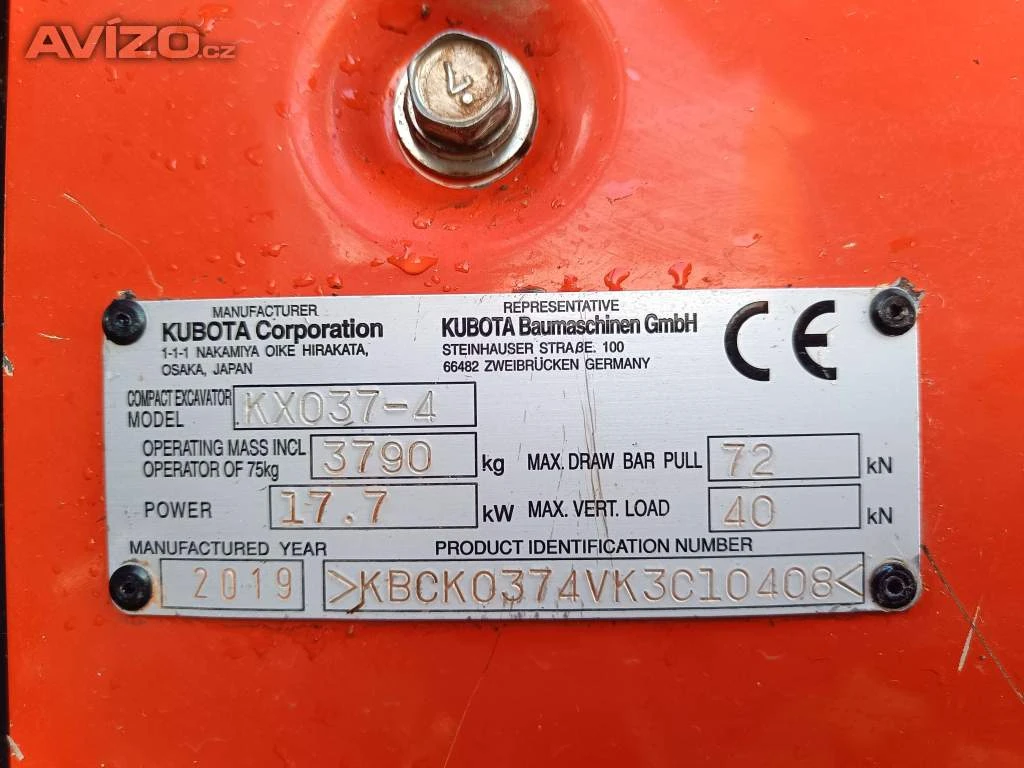 AVÍZO.cz
7
MANUFACTURER
KUBOTA Corporation
1-1-1 NAKAMIYA OIKE HIRAKATA,
OSAKA, JAPAN
REPRESENTATIVE
KUBOTA Baumaschinen GmbH
STEINHAUSER STRAßE. 100
66482 ZWEIBRÜCKEN GERMANY
CE
COMPACT EXCAVATOR
MODEL KX037-4
OPERATING MASS INCL
OPERATOR OF 75kg 3790 kg
MAX. DRAW BAR PULL 72 kN
POWER 17.7 kW
MAX. VERT. LOAD 40 kN
MANUFACTURED YEAR
2019
PRODUCT IDENTIFICATION NUMBER
>KBCK0374VK3C10408<